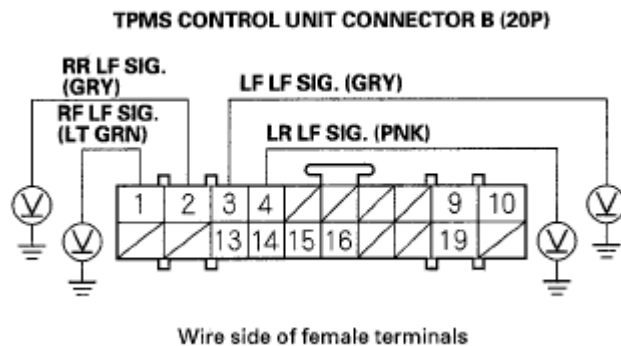 TPMS CONTROL UNIT CONNECTOR B (20P)
RR LF SIG.
(GRY)
LF LF SIG. (GRY)
RF LF SIG.
(LT GRN)
LR LF SIG. (PNK)
1 2 3 4 9 10
13 14 15 16 19
V V V V
Wire side of female terminals